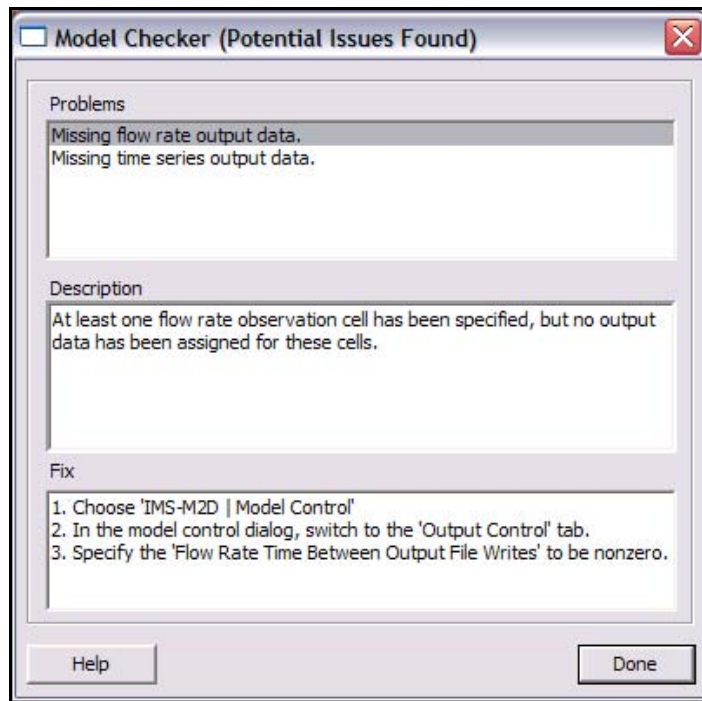 Model Checker (Potential Issues Found)
Problems
Missing flow rate output data.
Missing time series output data.
Description
At least one flow rate observation cell has been specified, but no output
data has been assigned for these cells.
Fix
1. Choose 'IMS-M2D | Model Control'
2. In the model control dialog, switch to the 'Output Control' tab.
3. Specify the 'Flow Rate Time Between Output File Writes' to be nonzero.
Help
Done